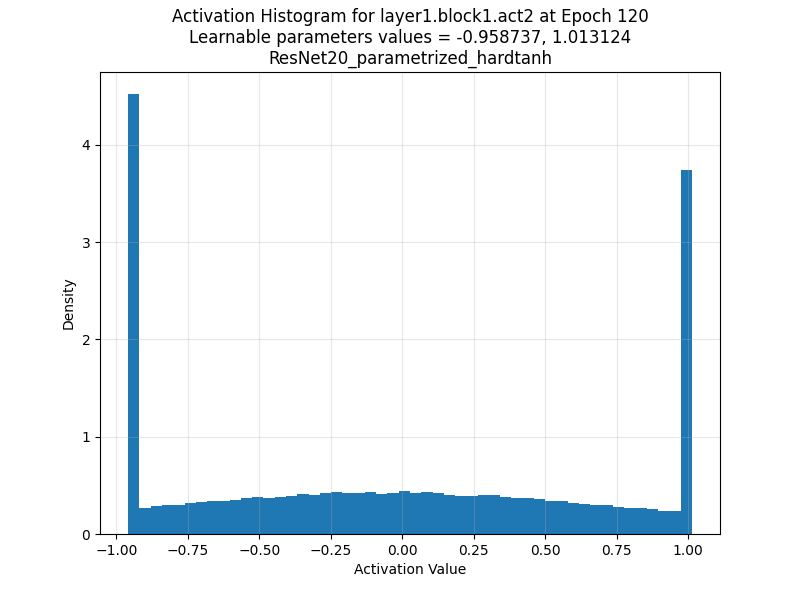 Activation Histogram for layer1.block1.act2 at Epoch 120
Learnable parameters values = -0.958737, 1.013124
ResNet20_parametrized_hardtanh
Density
4
3
2
1
0
−1.00 −0.75 −0.50 −0.25 0.00 0.25 0.50 0.75 1.00
Activation Value